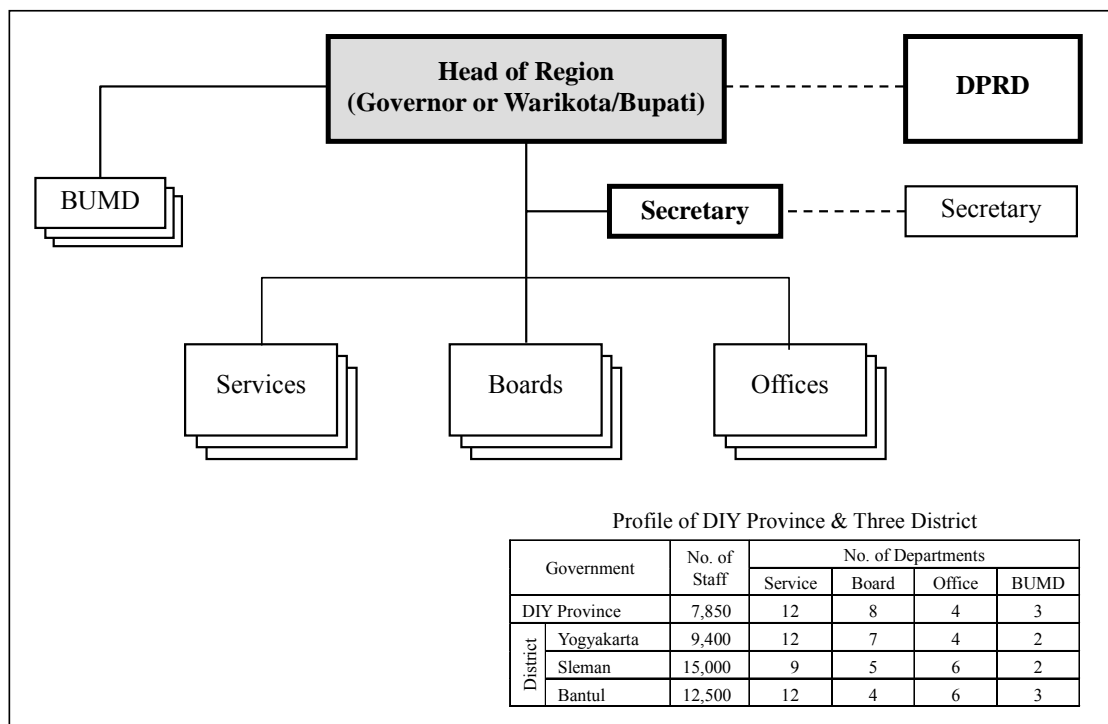 Head of Region
(Governor or Warikota/Bupati)
DPRD
BUMD
Secretary
Secretary
Services
Boards
Offices
Profile of DIY Province & Three District
Government
No. of
Staff
No. of Departments
Service Board Office BUMD
DIY Province 7,850 12 8 4 3
District
Yogyakarta 9,400 12 7 4 2
Sleman 15,000 9 5 6 2
Bantul 12,500 12 4 6 3